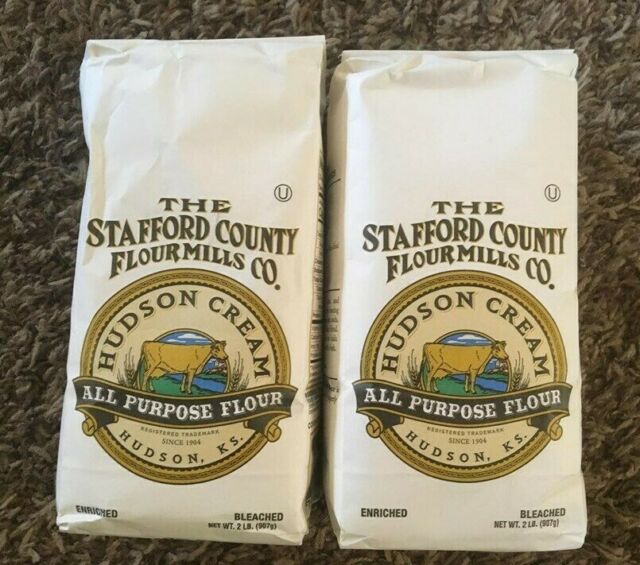 U
THE
STAFFORD COUNTY
FLOUR MILLS CO.
HUDSON CREAM
ALL PURPOSE FLOUR
REGISTERED TRADEMARK
SINCE 1904
HUDSON, KS.
ENRICHED
BLEACHED
NET WT. 2 LB. (907g)
U
THE
STAFFORD COUNTY
FLOUR MILLS CO.
HUDSON CREAM
ALL PURPOSE FLOUR
REGISTERED TRADEMARK
SINCE 1904
HUDSON, KS.
ENRICHED
BLEACHED
NET WT. 2 LB. (907g)